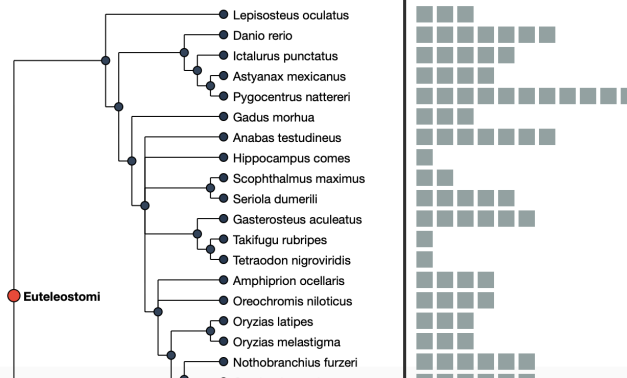 Lepisosteus oculatus
Danio rerio
Ictalurus punctatus
Astyanax mexicanus
Pygocentrus nattereri
Gadus morhua
Anabas testudineus
Hippocampus comes
Scophthalmus maximus
Seriola dumerili
Gasterosteus aculeatus
Takifugu rubripes
Tetraodon nigroviridis
Amphiprion ocellaris
Euteleostomi
Oreochromis niloticus
Oryzias latipes
Oryzias melastigma
Nothobranchius furzeri